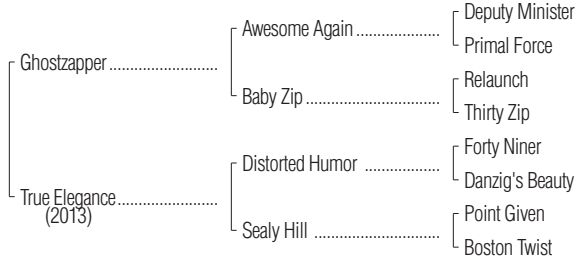 Deputy Minister
Awesome Again ....................
Primal Force
Ghostzapper ..........................
Relaunch
Baby Zip ................................
Thirty Zip
Forty Niner
Distorted Humor ..................
Danzig's Beauty
True Elegance........................
(2013)
Point Given
Sealy Hill ..............................
Boston Twist